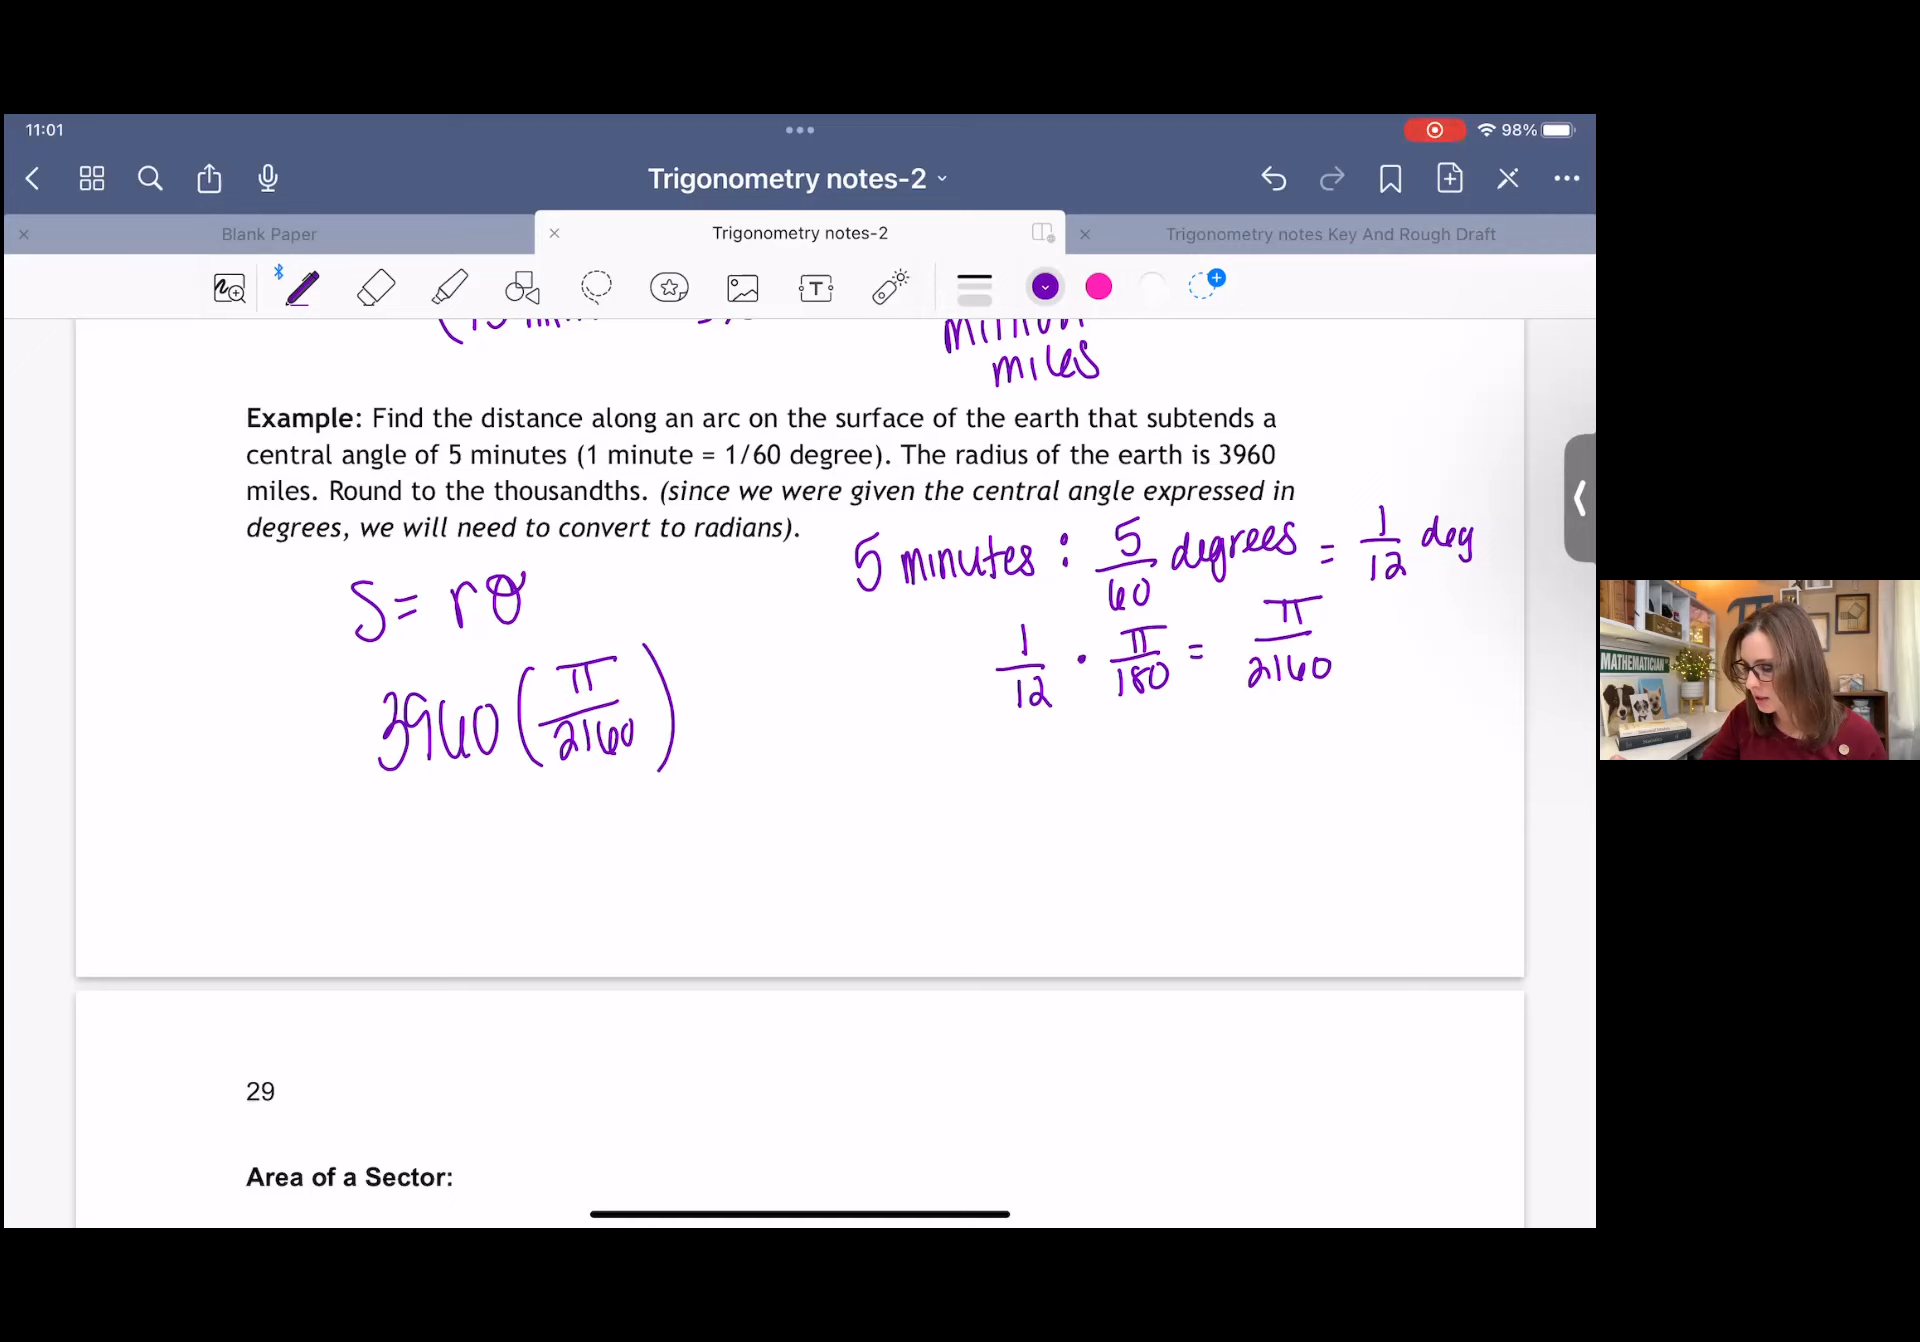 11:01
98%
Trigonometry notes-2
Blank Paper
Trigonometry notes-2
Trigonometry notes Key And Rough Draft
T
miles
Example: Find the distance along an arc on the surface of the earth that subtends a
central angle of 5 minutes (1 minute = 1/60 degree). The radius of the earth is 3960
miles. Round to the thousandths. (since we were given the central angle expressed in
degrees, we will need to convert to radians).
5 minutes : 5/60 degrees = 1/12 deg
S = rθ
1/12 · π/180 = π/2160
3960 (π/2160)
MATHEMATICIAN
29
Area of a Sector: